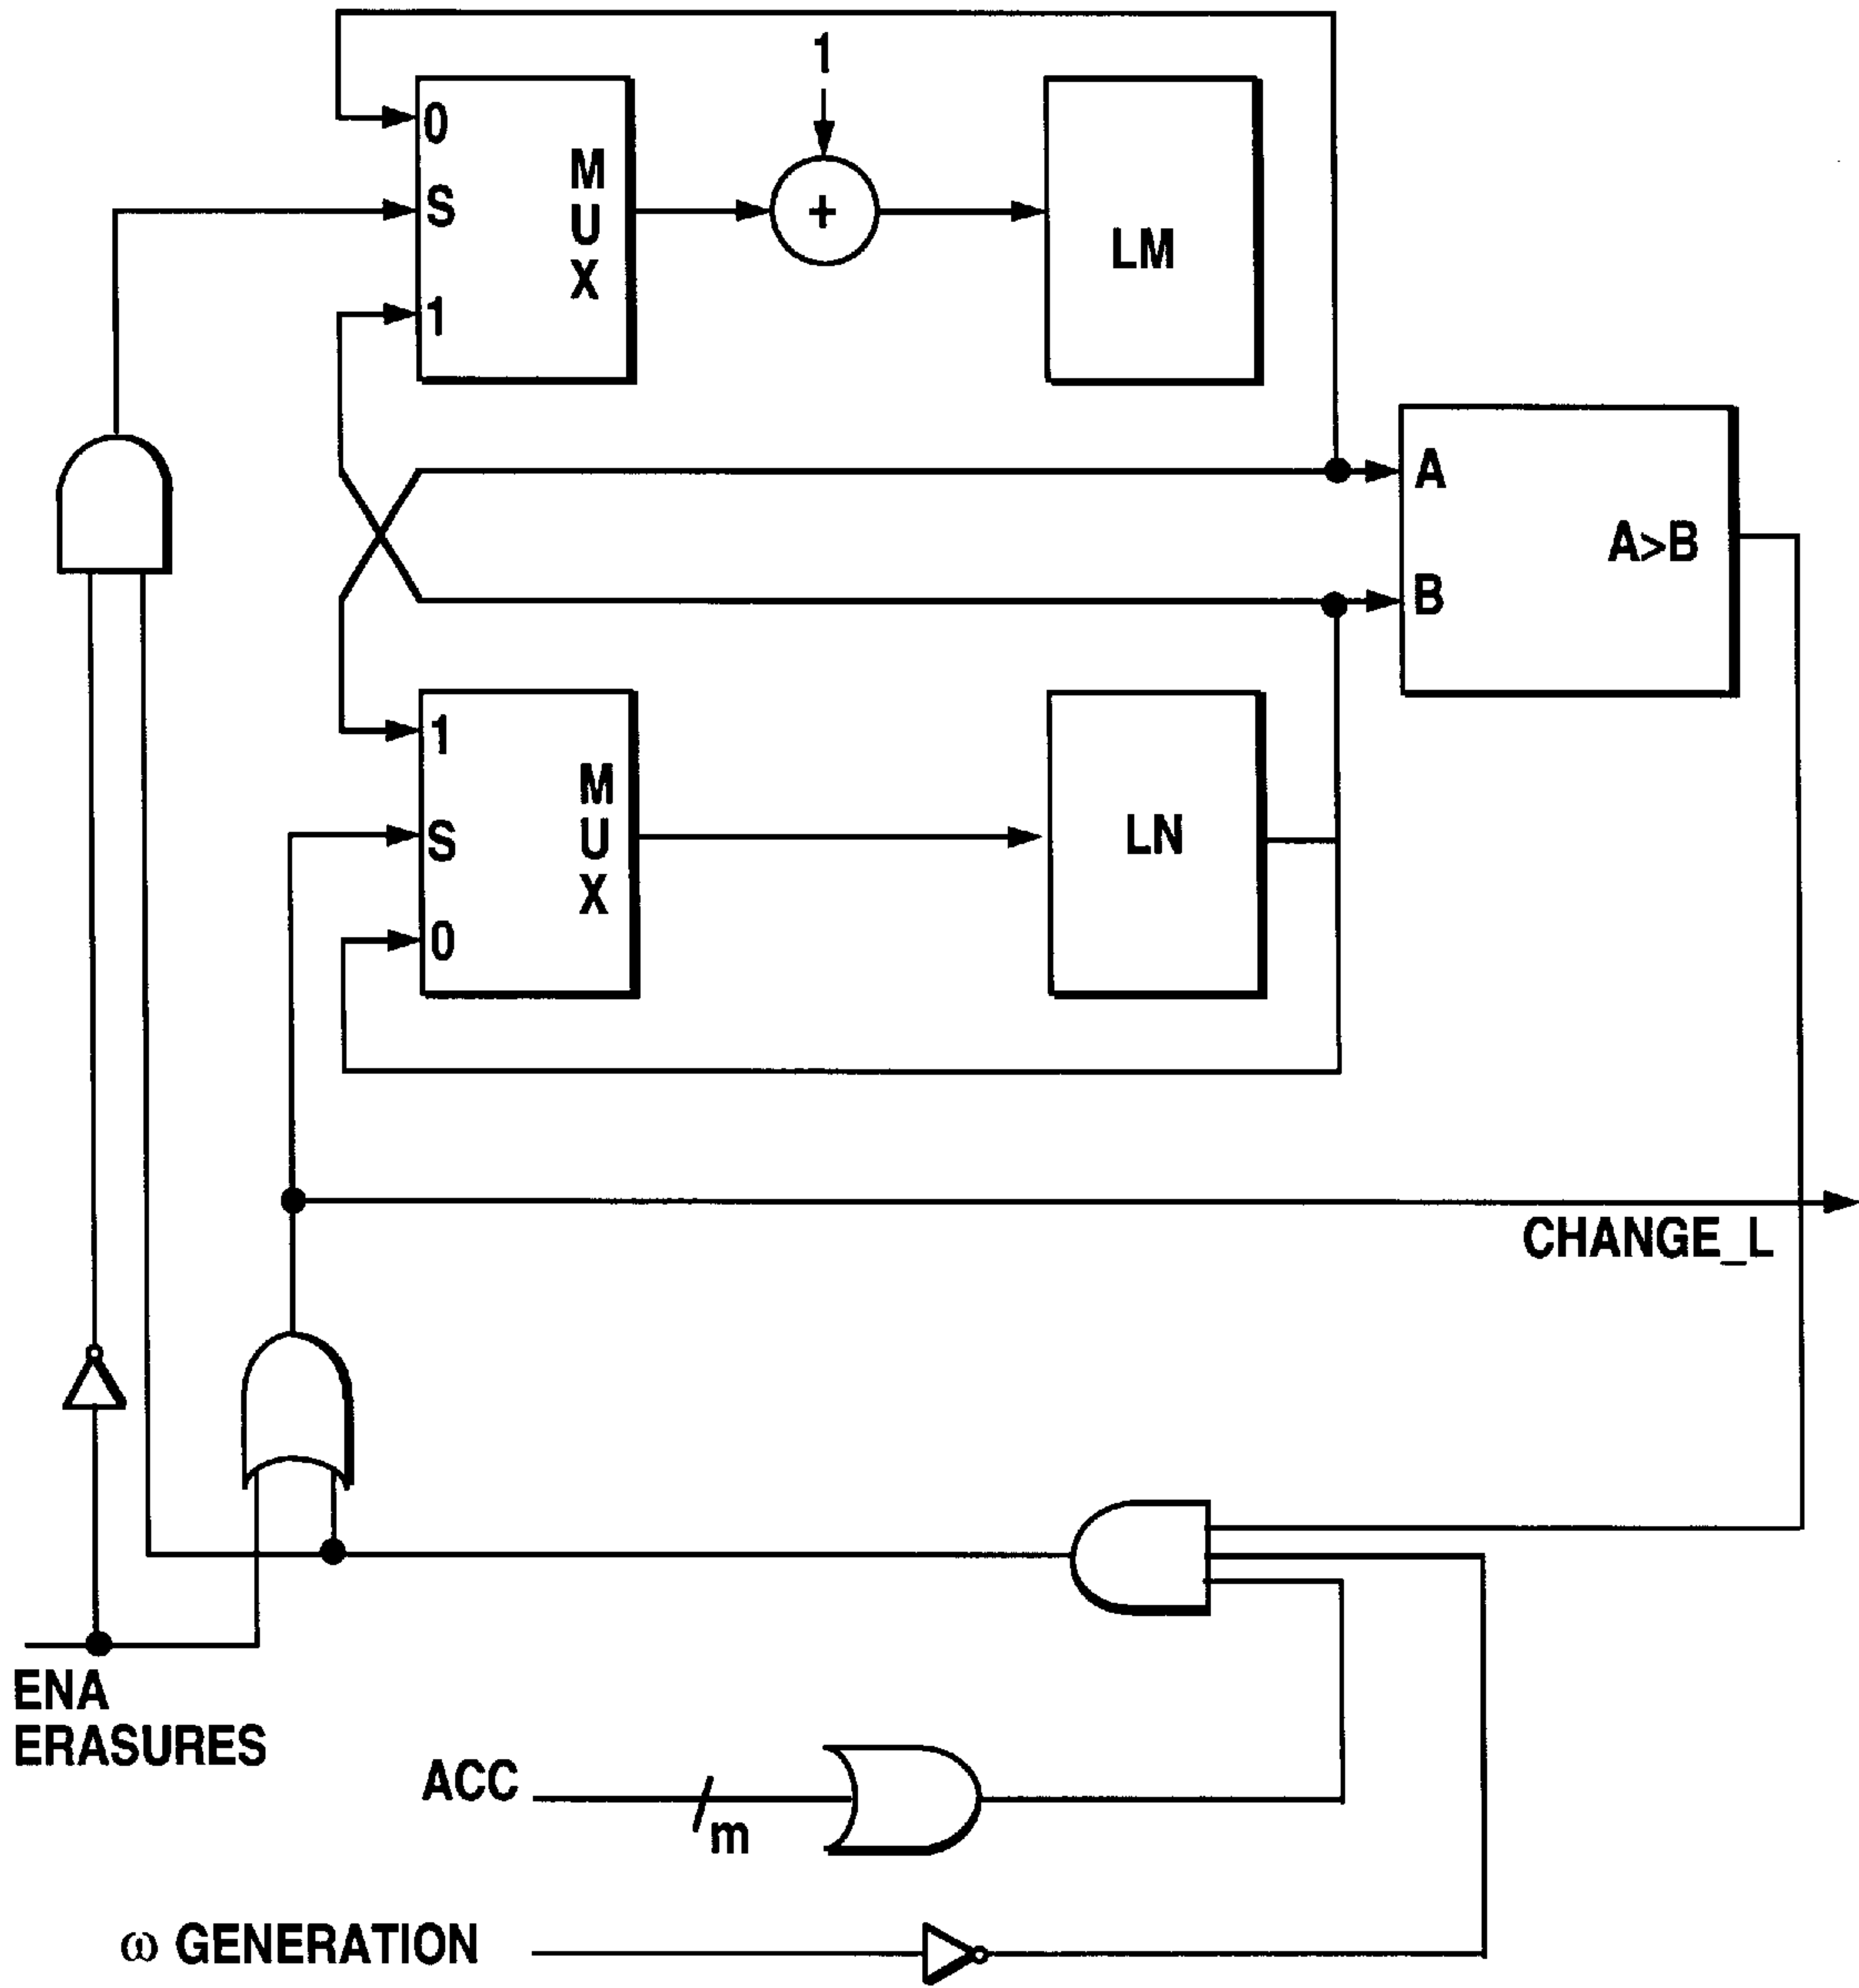 1
0
S
1
M
U
X
+
LM
A
B
A>B
1
S
0
M
U
X
LN
CHANGE_L
ENA
ERASURES
ACC
m
ω GENERATION